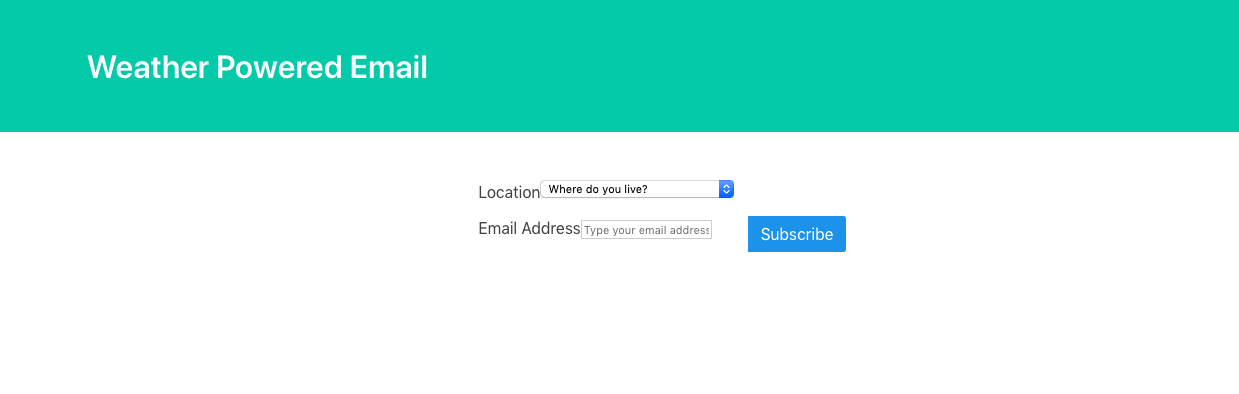 Weather Powered Email
Location Where do you live?
Email Address Type your email address Subscribe